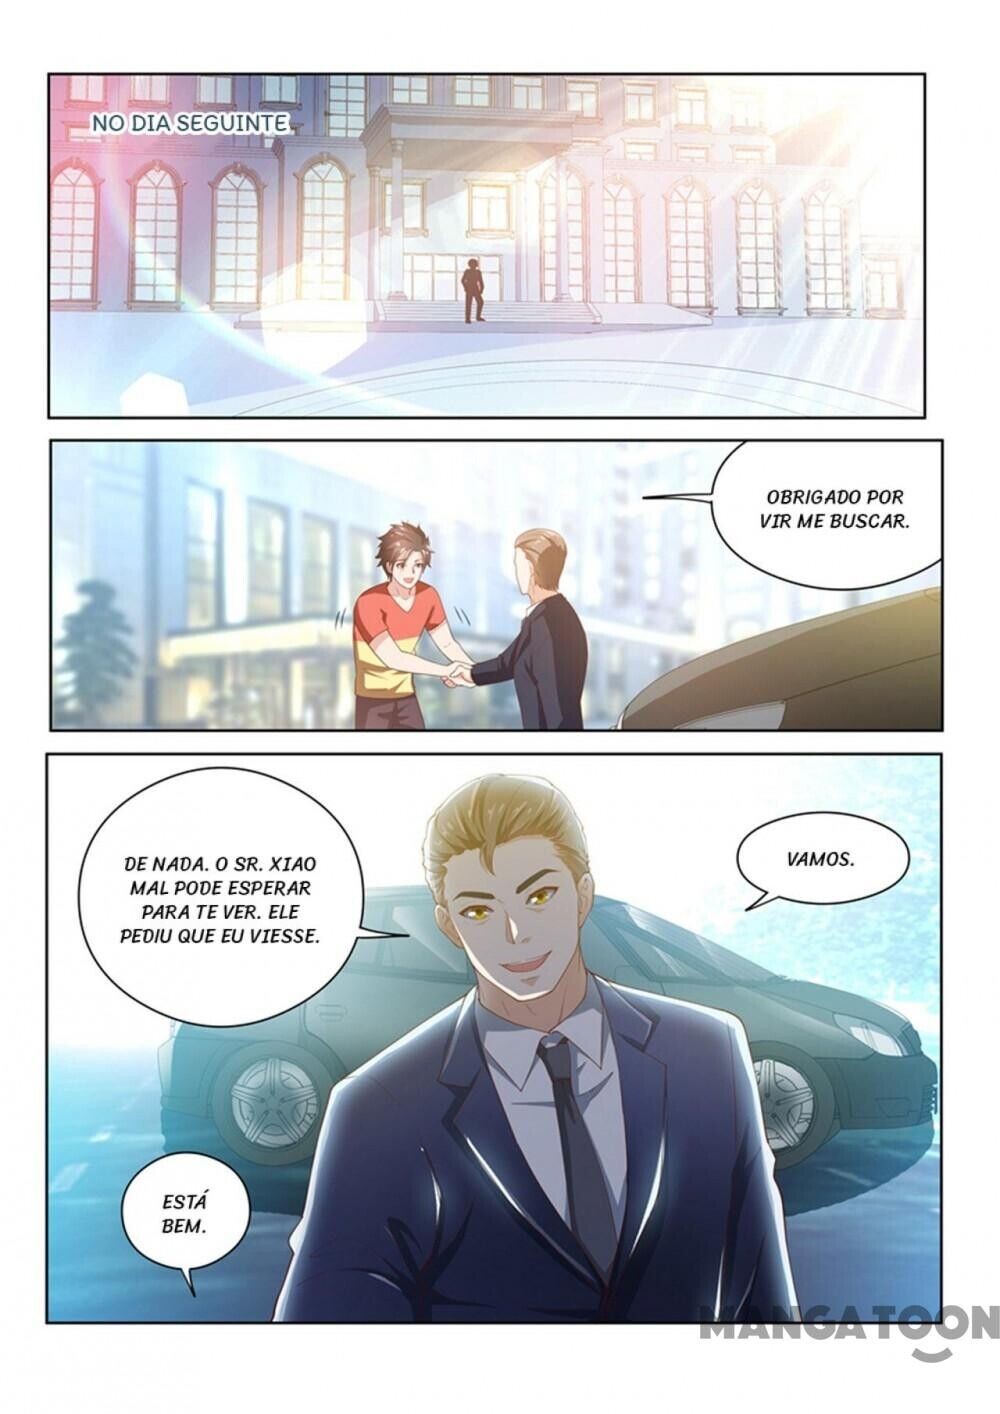 NO DIA SEGUINTE
OBRIGADO POR
VIR ME BUSCAR.
DE NADA. O SR. XIAO
MAL PODE ESPERAR
PARA TE VER. ELE
PEDIU QUE EU VIESSE.
VAMOS.
ESTÁ
BEM.
MANGATOON